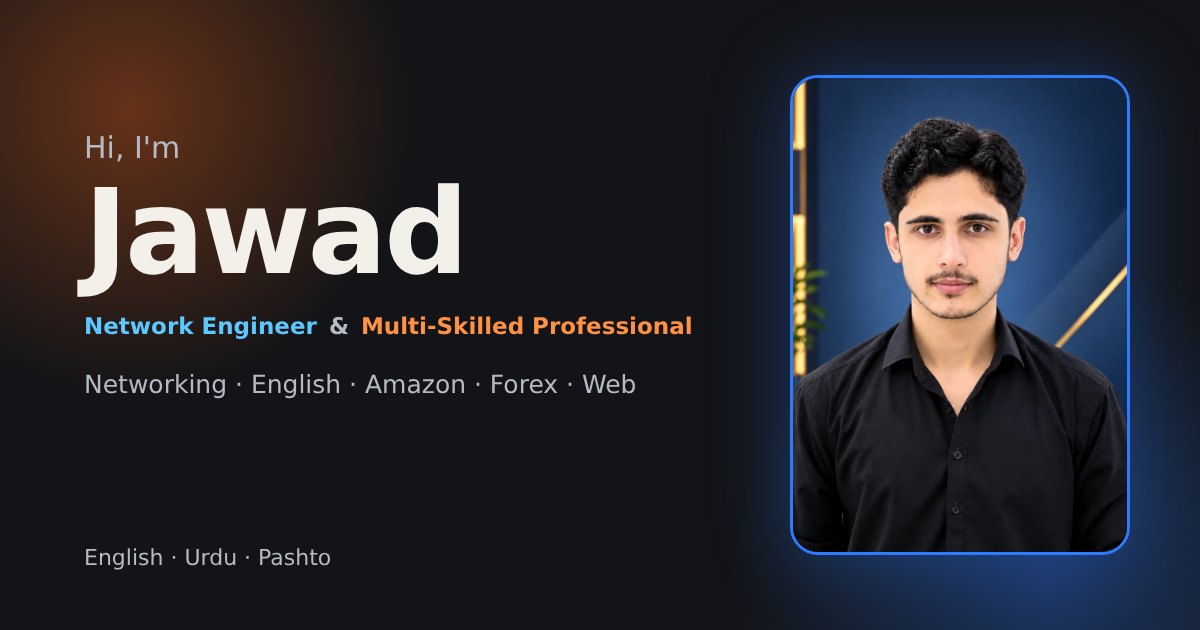 Hi, I'm
Jawad
Network Engineer & Multi-Skilled Professional
Networking · English · Amazon · Forex · Web
English · Urdu · Pashto